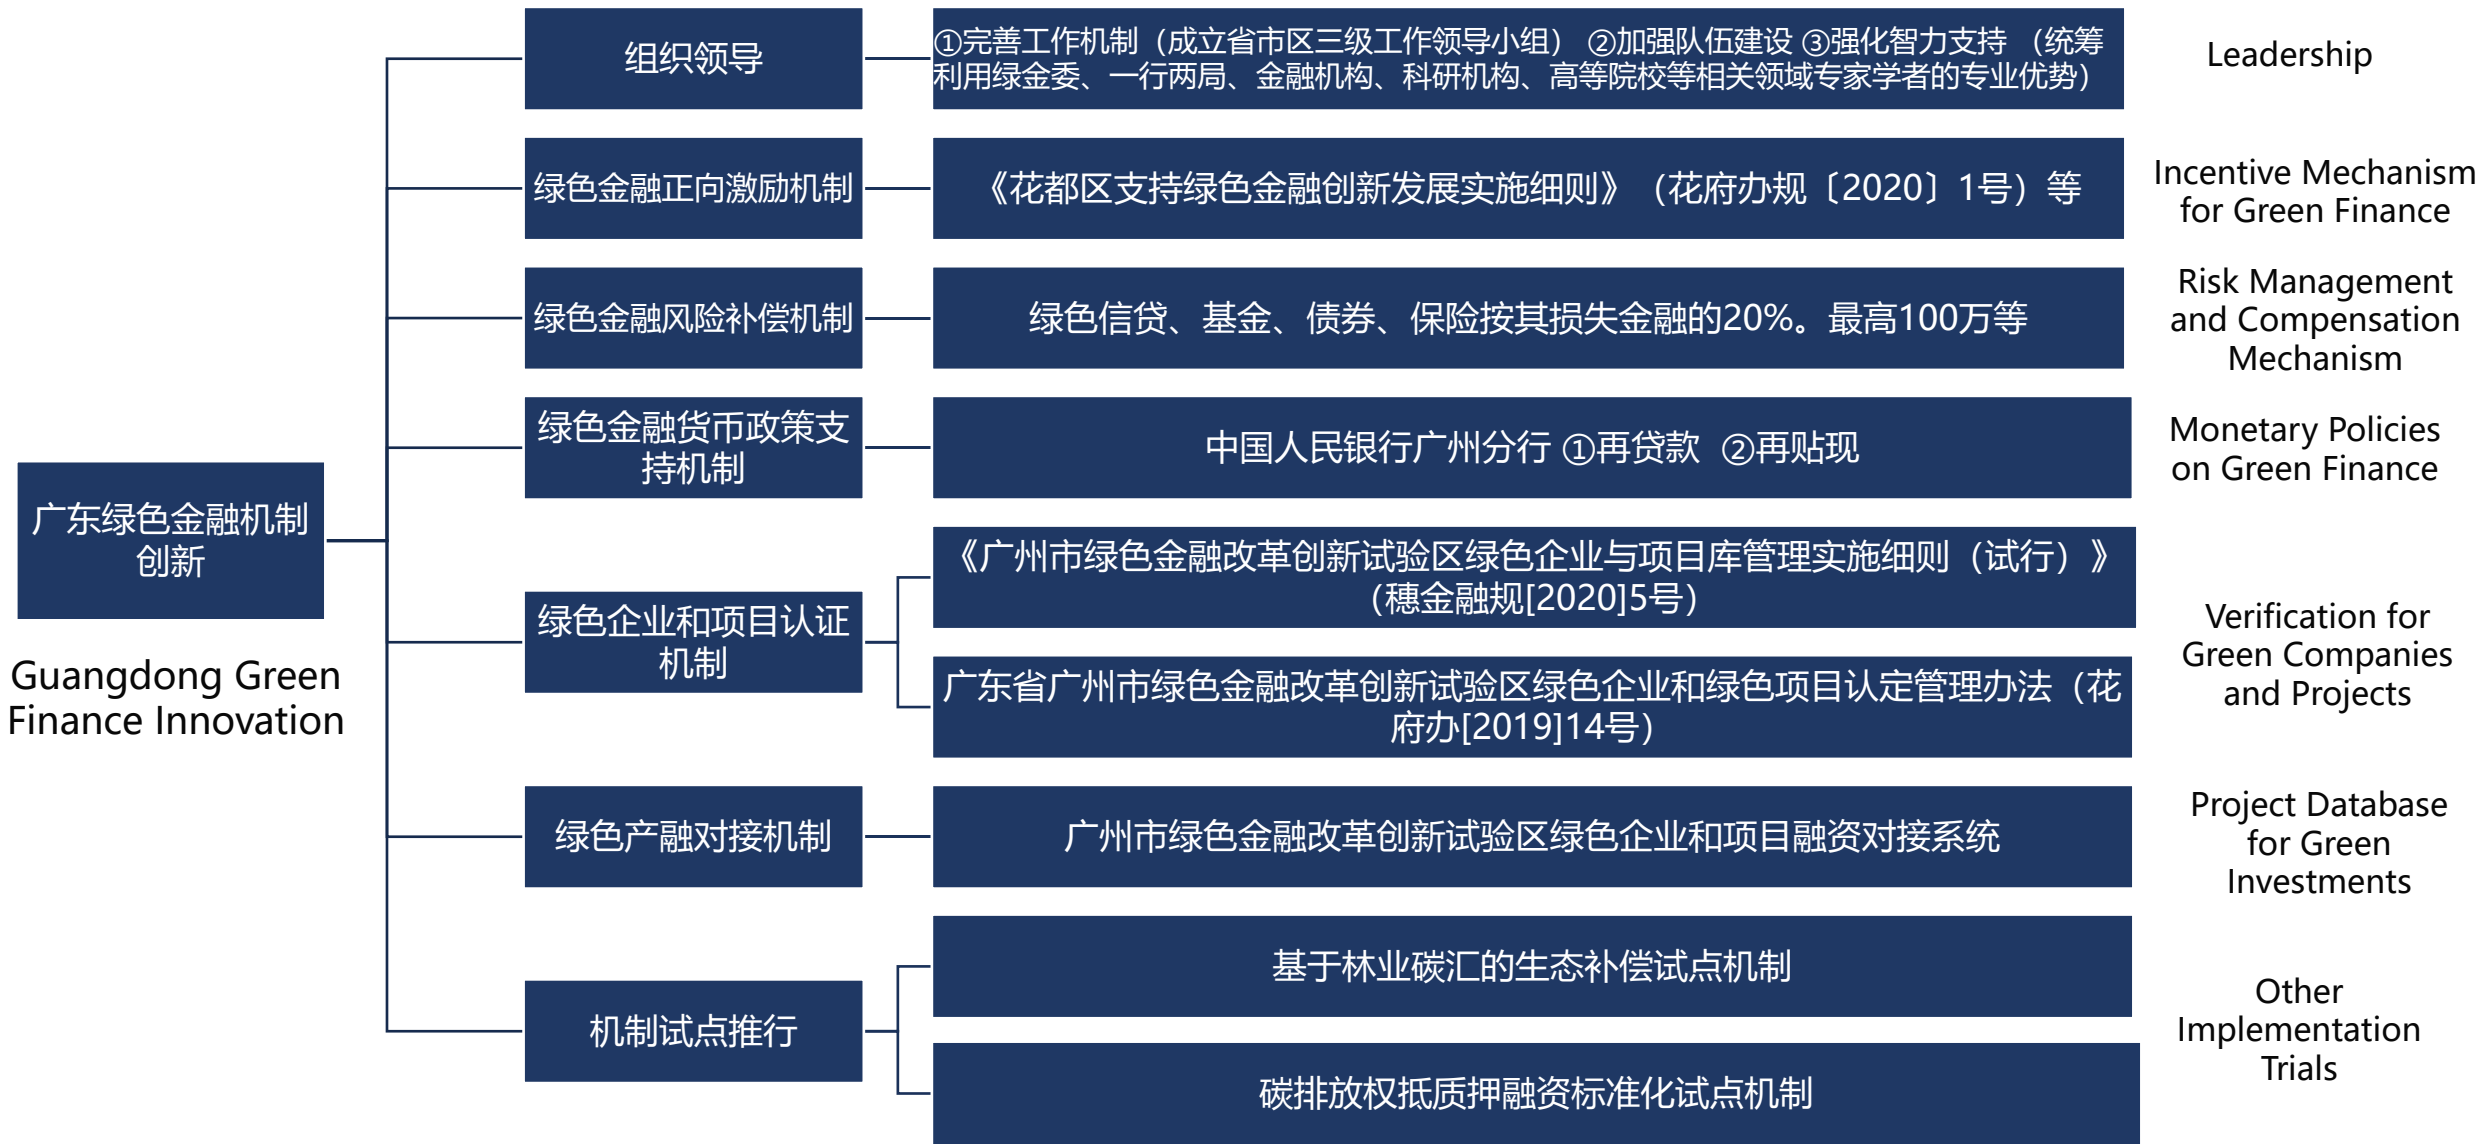 组织领导
①完善工作机制（成立省市区三级工作领导小组） ②加强队伍建设 ③强化智力支持 （统筹
利用绿金委、一行两局、金融机构、科研机构、高等院校等相关领域专家学者的专业优势）
Leadership
绿色金融正向激励机制
《花都区支持绿色金融创新发展实施细则》（花府办规〔2020〕1号）等
Incentive Mechanism
for Green Finance
绿色金融风险补偿机制
绿色信贷、基金、债券、保险按其损失金融的20%。最高100万等
Risk Management
and Compensation
Mechanism
绿色金融货币政策支
持机制
中国人民银行广州分行 ①再贷款 ②再贴现
Monetary Policies
on Green Finance
广东绿色金融机制
创新
Guangdong Green
Finance Innovation
绿色企业和项目认证
机制
《广州市绿色金融改革创新试验区绿色企业与项目库管理实施细则（试行）》
（穗金融规[2020]5号）
广东省广州市绿色金融改革创新试验区绿色企业和绿色项目认定管理办法（花
府办[2019]14号）
Verification for
Green Companies
and Projects
绿色产融对接机制
广州市绿色金融改革创新试验区绿色企业和项目融资对接系统
Project Database
for Green
Investments
机制试点推行
基于林业碳汇的生态补偿试点机制
碳排放权抵质押融资标准化试点机制
Other
Implementation
Trials